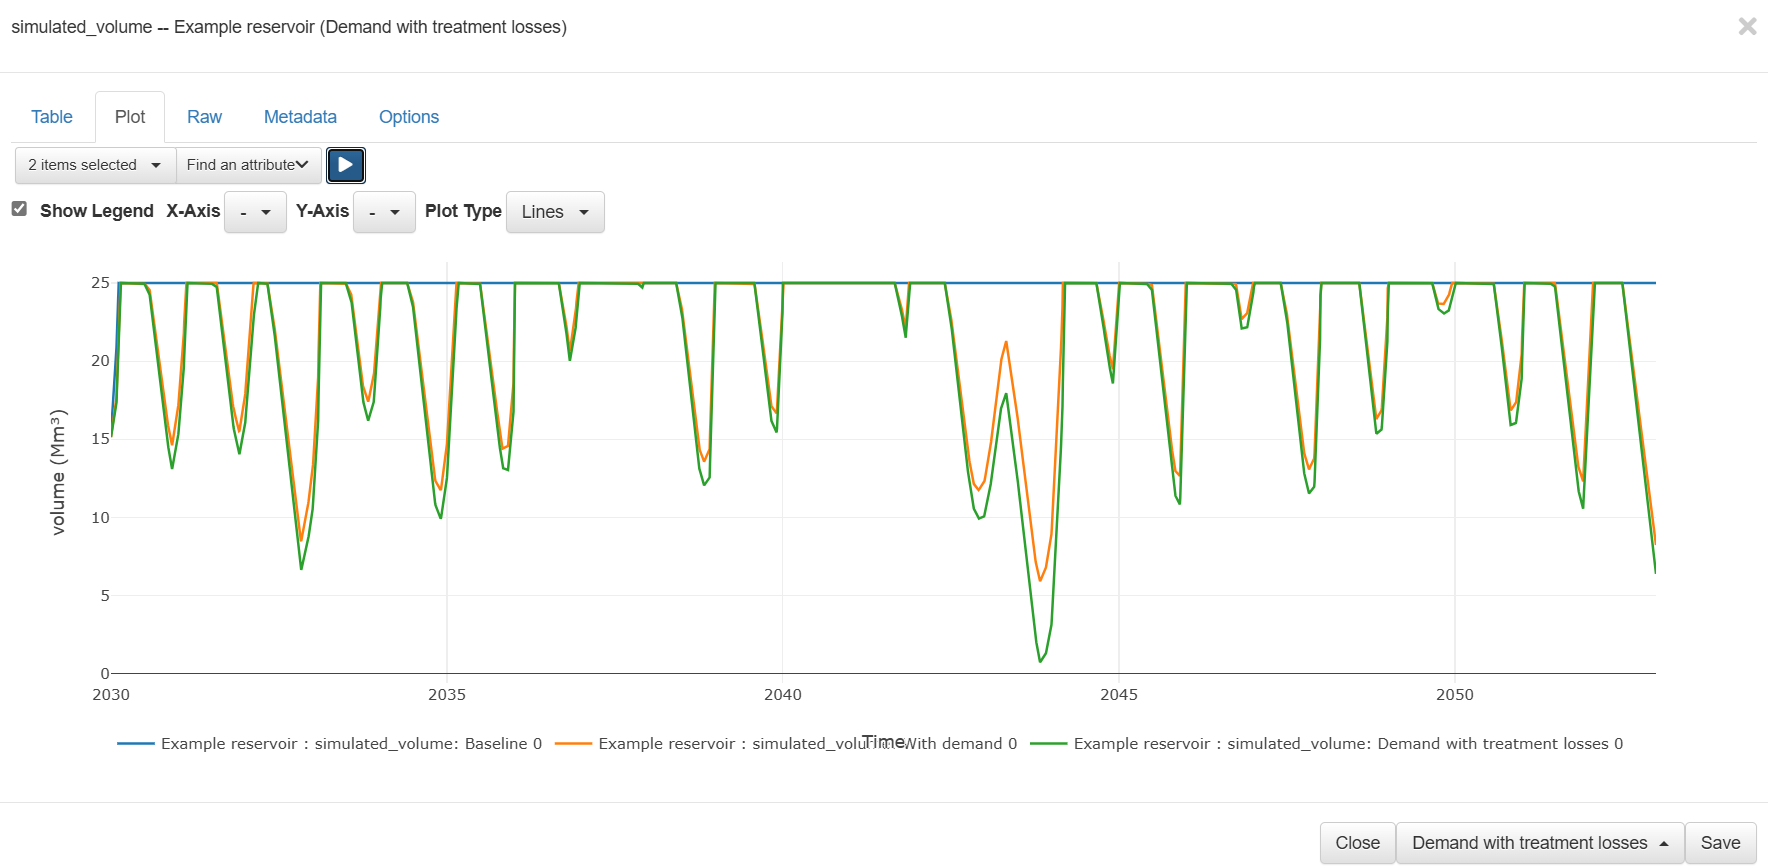 simulated_volume -- Example reservoir (Demand with treatment losses)
Table Plot Raw Metadata Options
2 items selected Find an attribute
Show Legend X-Axis - Y-Axis - Plot Type Lines
25
20
15
10
5
0
volume (Mm³)
2030 2035 2040 2045 2050
Example reservoir : simulated_volume: Baseline 0 Example reservoir : simulated_volu With demand 0 Example reservoir : simulated_volume: Demand with treatment losses 0
Time
Close Demand with treatment losses Save